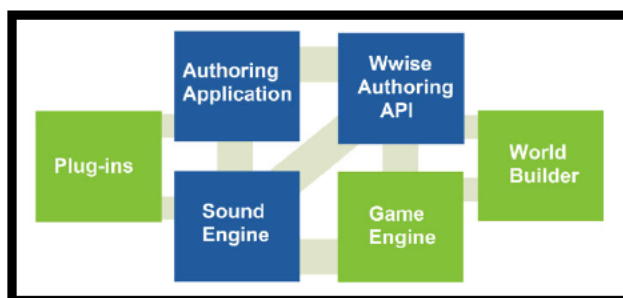 Authoring
Application
Wwise
Authoring
API
Plug-ins
World
Builder
Sound
Engine
Game
Engine